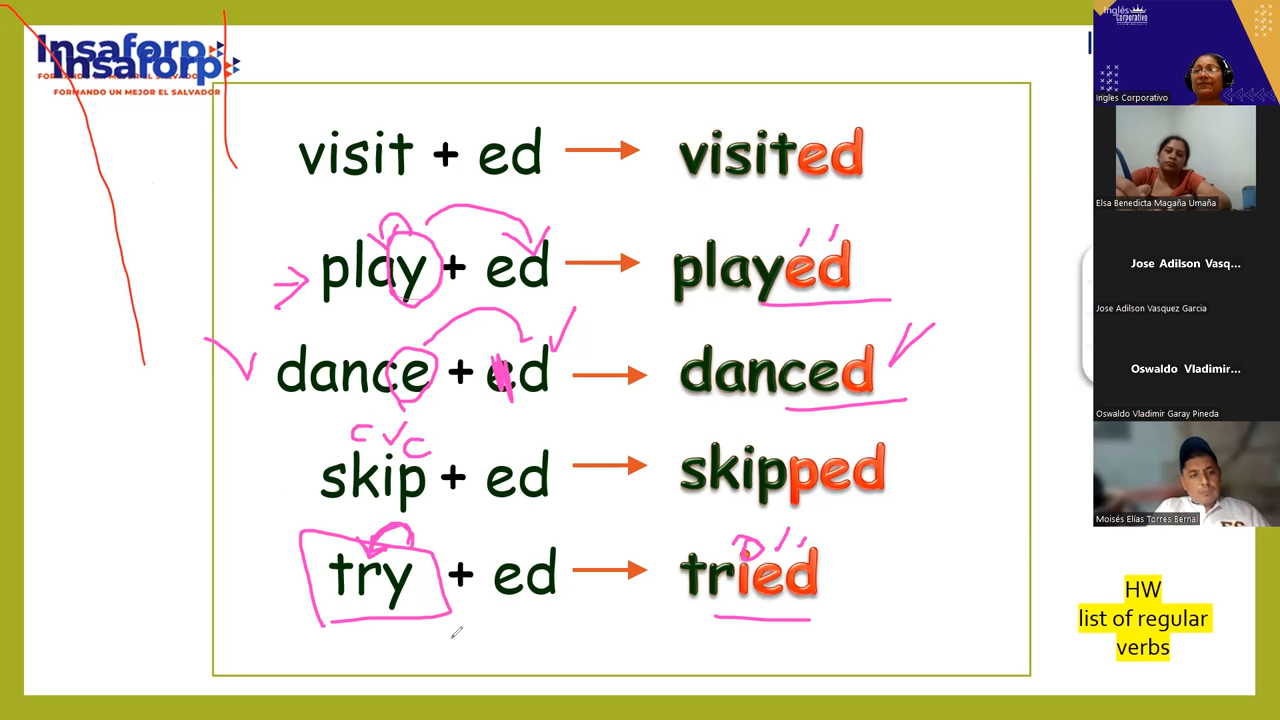 Insaforp
Insaforp
FORMANDO UN MEJOR EL SALVADOR
visit + ed → visited
play + ed → played
dance + ed → danced
c v c
skip + ed → skipped
try + ed → tried
Inglés
corporativo
Ingles Corporativo
Elsa Benedicta Magaña Umaña
Jose Adilson Vasq...
Jose Adilson Vasquez Garcia
Oswaldo Vladimir...
Oswaldo Vladimir Garay Pineda
Moisés Elías Torres Bernal
HW
list of regular
verbs